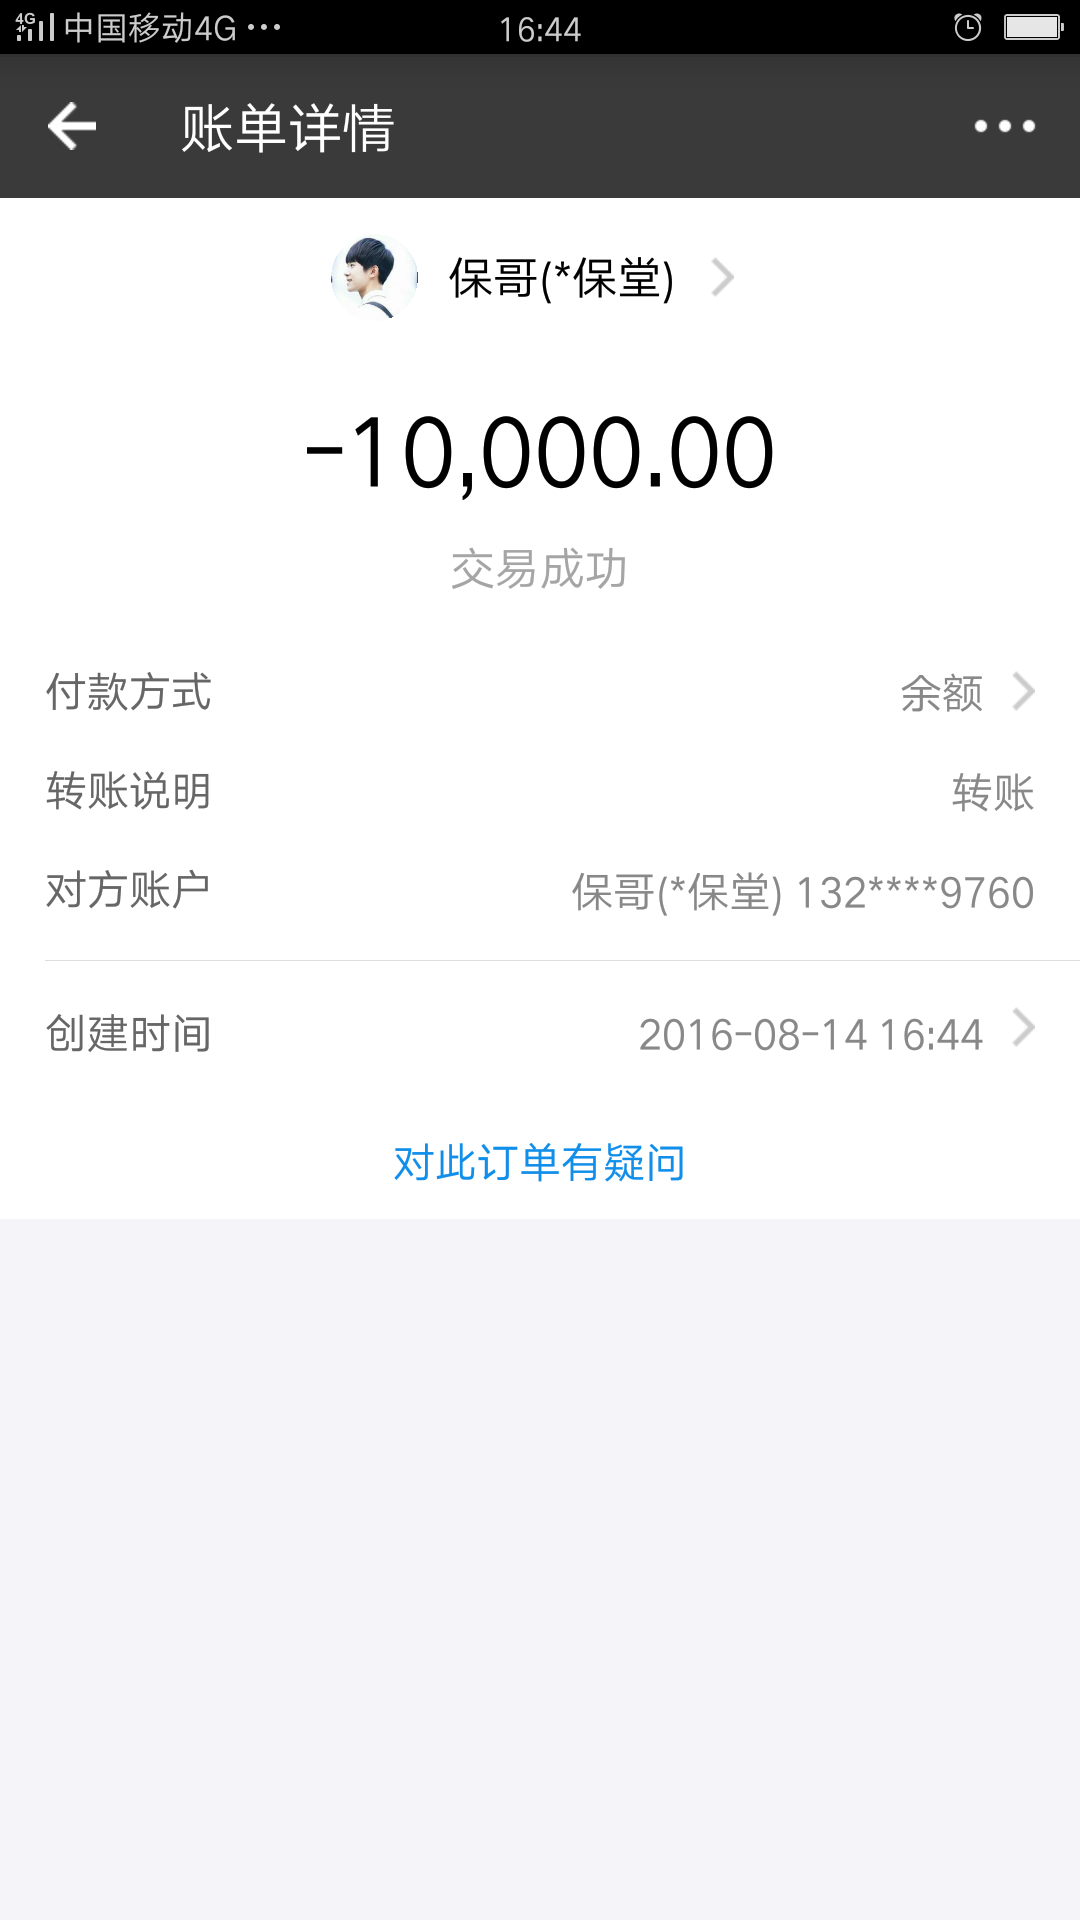 4G 中国移动4G ··· 16:44
账单详情
保哥(*保堂)
-10,000.00
交易成功
付款方式 余额
转账说明 转账
对方账户 保哥(*保堂) 132****9760
创建时间 2016-08-14 16:44
对此订单有疑问